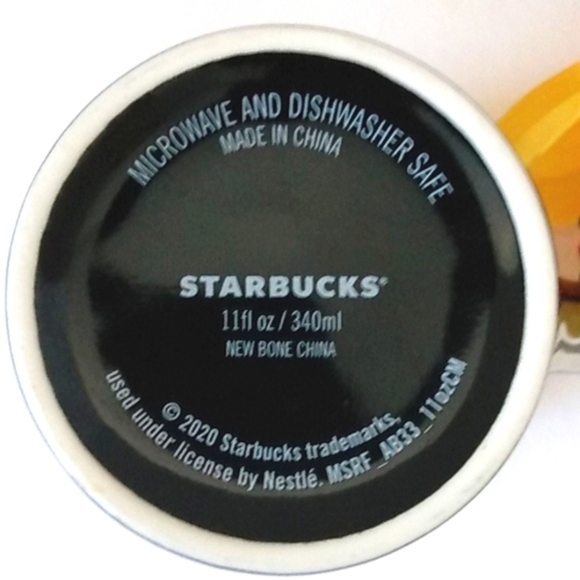 MICROWAVE AND DISHWASHER SAFE
MADE IN CHINA
STARBUCKS®
11fl oz / 340ml
NEW BONE CHINA
© 2020 Starbucks trademarks,
used under license by Nestlé. MSRF_AB33_11ozCM